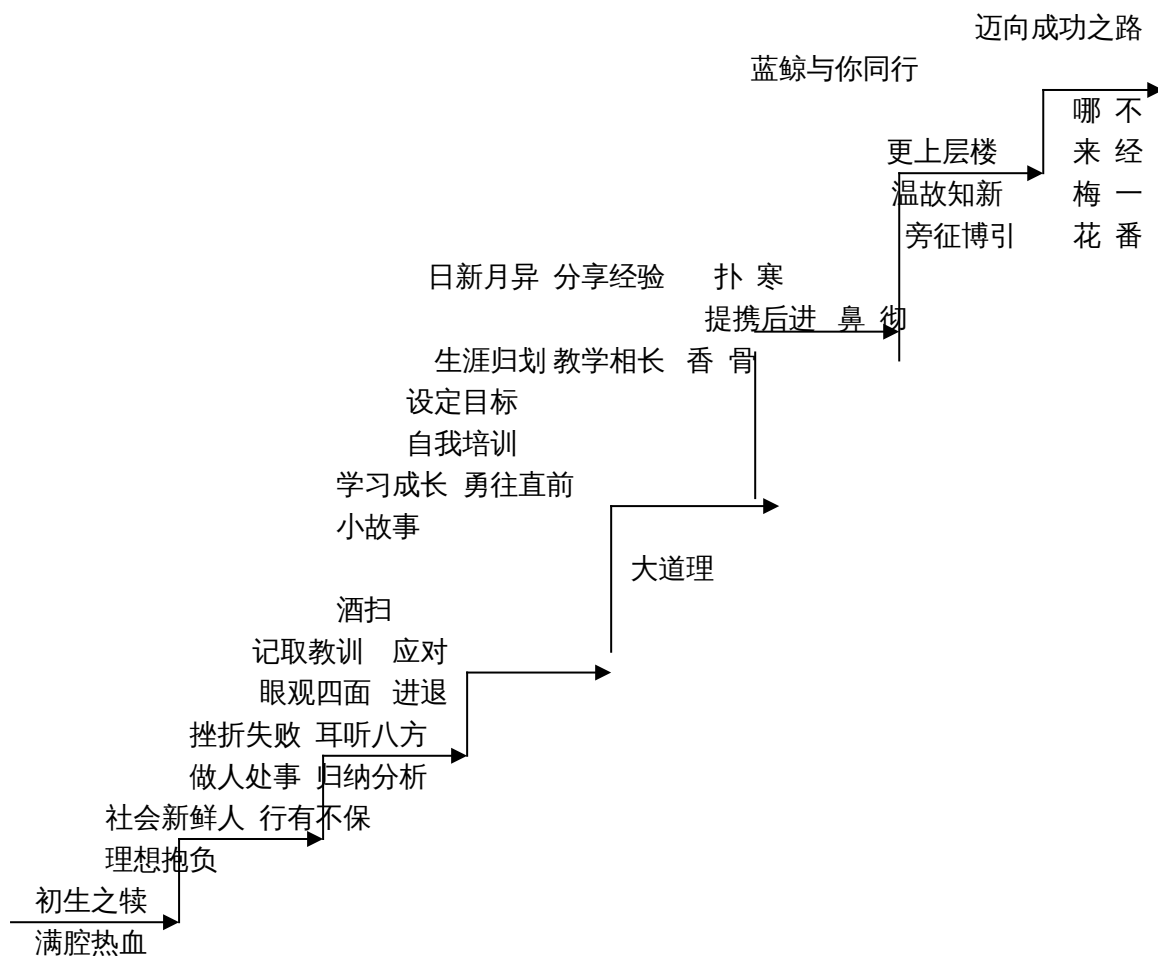 迈向成功之路
蓝鲸与你同行
哪 不
更上层楼 来 经
温故知新 梅 一
旁征博引 花 番
日新月异 分享经验 扑 寒
提携后进 鼻 彻
生涯归划 教学相长 香 骨
设定目标
自我培训
学习成长 勇往直前
小故事
大道理
酒扫
记取教训 应对
眼观四面 进退
挫折失败 耳听八方
做人处事 归纳分析
社会新鲜人 行有不保
理想抱负
初生之犊
满腔热血